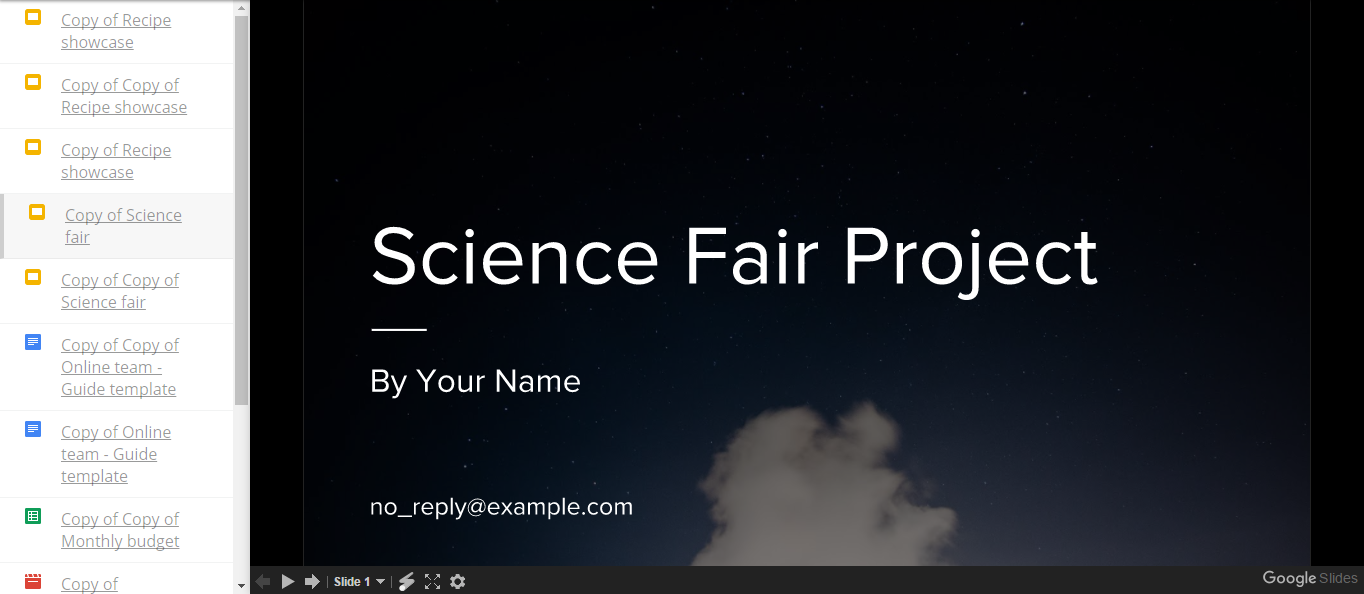 Copy of Recipe
showcase
Copy of Copy of
Recipe showcase
Copy of Recipe
showcase
Copy of Science
fair
Copy of Copy of
Science fair
Copy of Copy of
Online team -
Guide template
Copy of Online
team - Guide
template
Copy of Copy of
Monthly budget
Copy of
Science Fair Project
By Your Name
no_reply@example.com
Slide 1
Google Slides